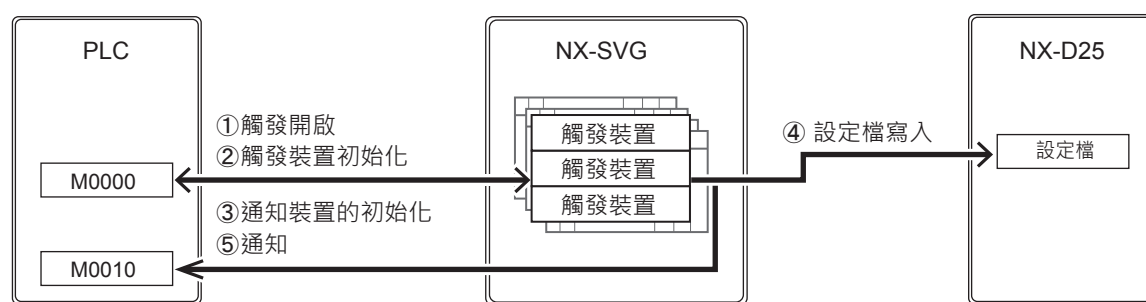 PLC
NX-SVG
NX-D25
①觸發開啟
②觸發裝置初始化
M0000
③通知裝置的初始化
⑤通知
M0010
觸發裝置
觸發裝置
觸發裝置
④ 設定檔寫入
設定檔